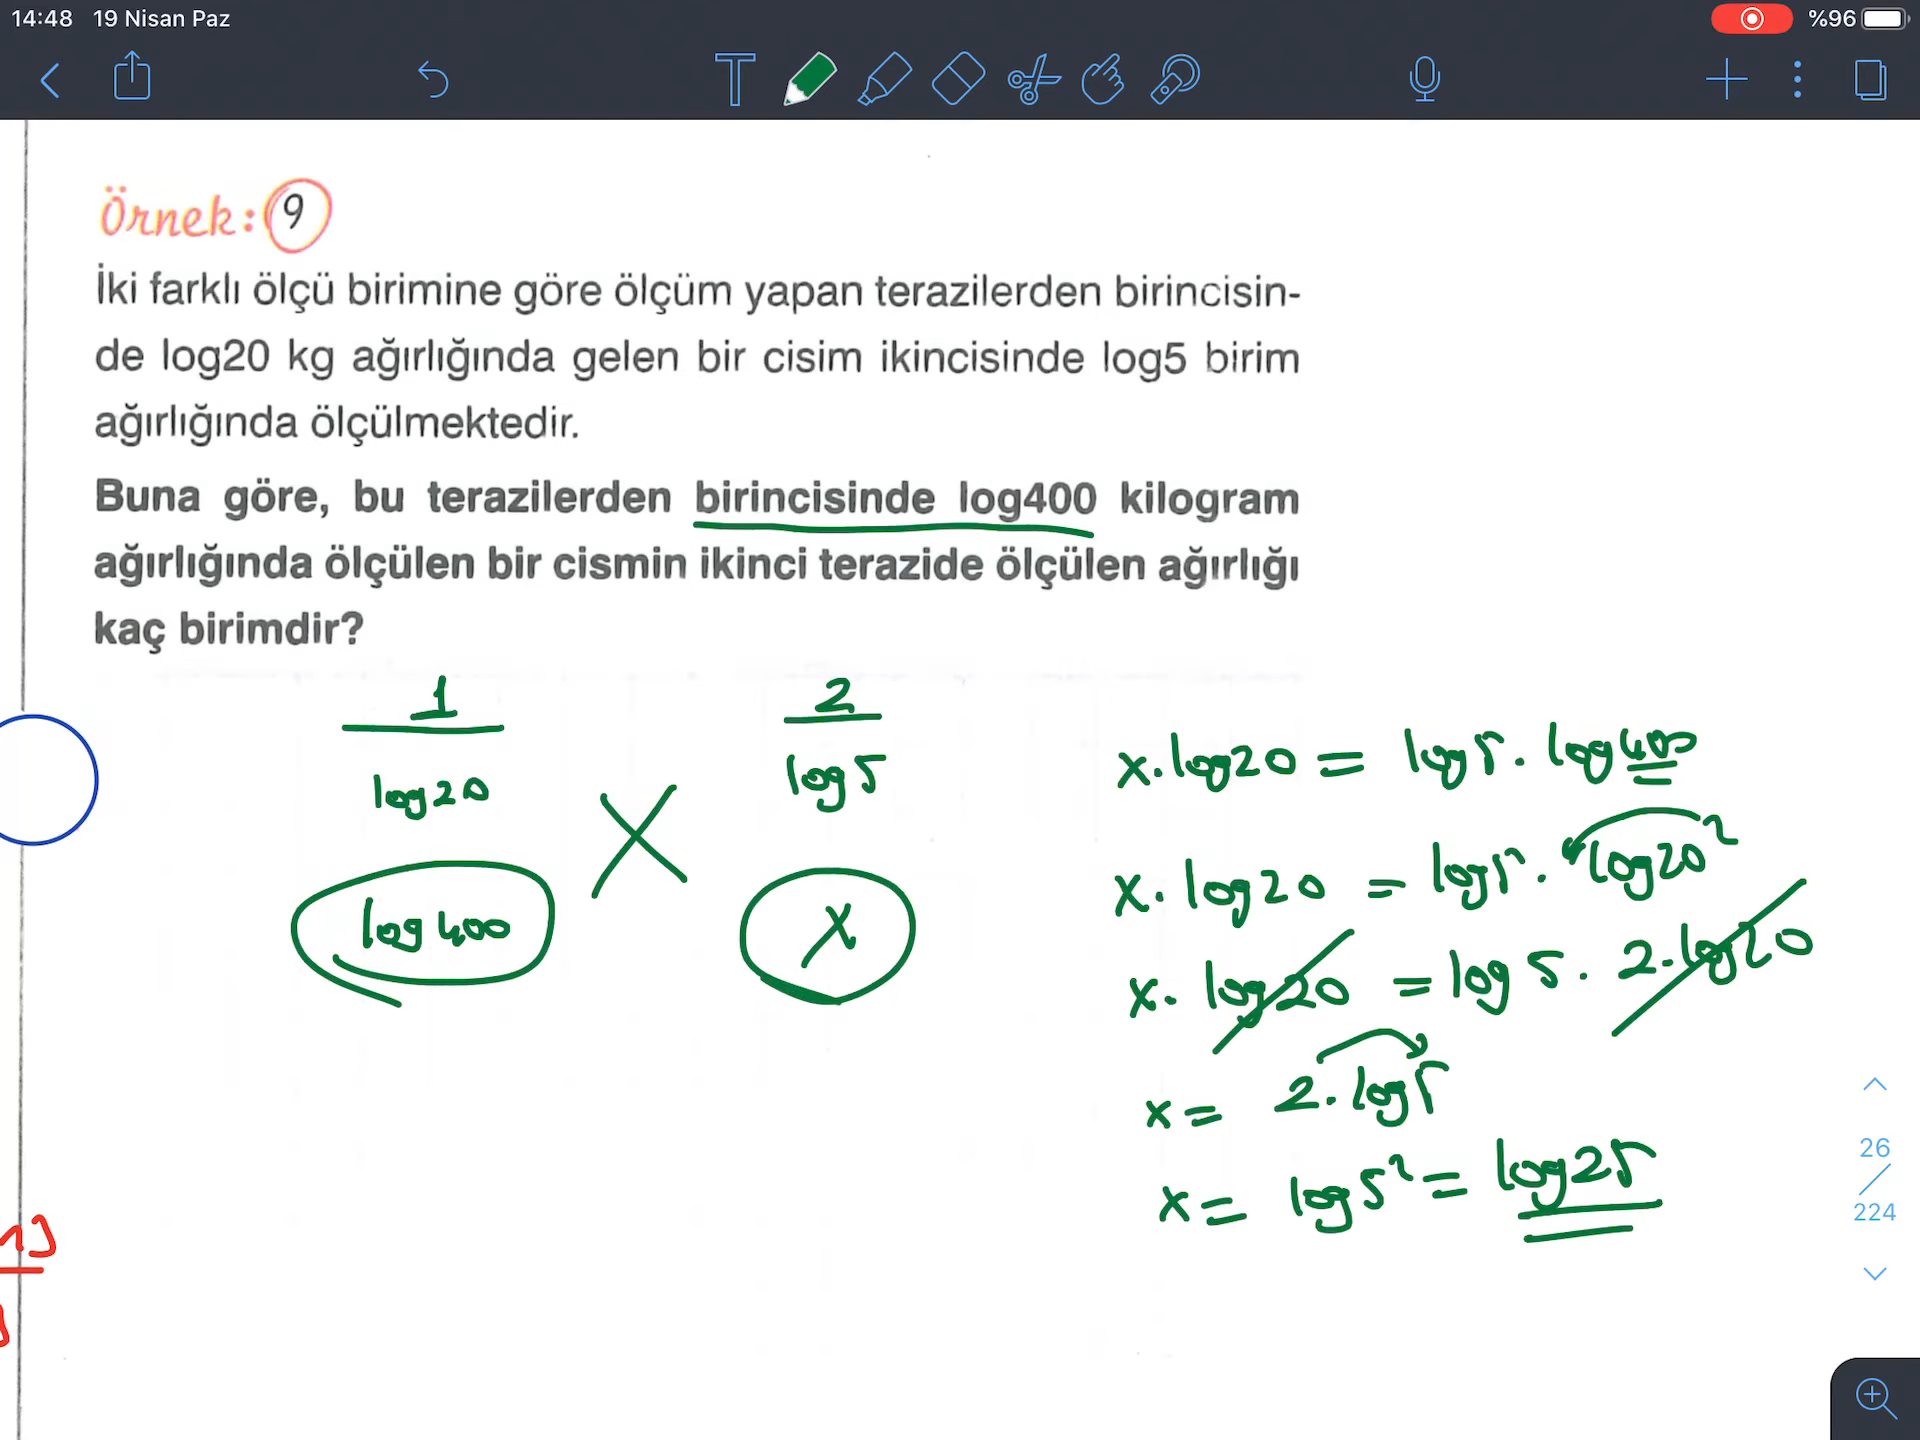 14:48 19 Nisan Paz %96
Örnek: 9
İki farklı ölçü birimine göre ölçüm yapan terazilerden birincisin-
de log20 kg ağırlığında gelen bir cisim ikincisinde log5 birim
ağırlığında ölçülmektedir.
Buna göre, bu terazilerden birincisinde log400 kilogram
ağırlığında ölçülen bir cismin ikinci terazide ölçülen ağırlığı
kaç birimdir?
1 2
log20 log5
log400 x
x.log20 = log5.log400
x.log20 = log5.log20²
x.log20 = log5.2.log20
x = 2.log5
x = log5² = log25
26
224